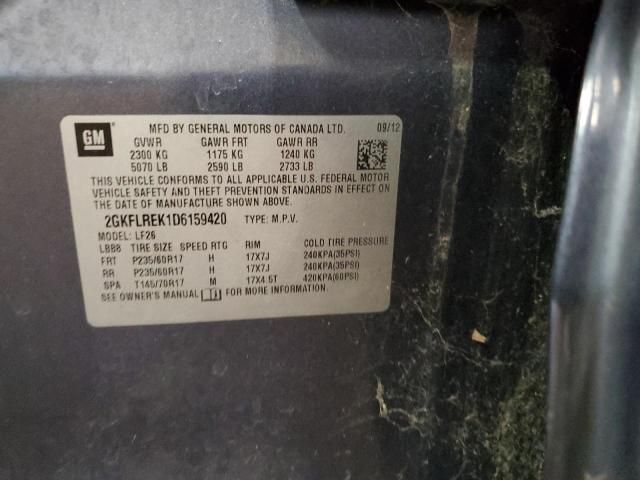 GM
MFD BY GENERAL MOTORS OF CANADA LTD. 09/12
GVWR GAWR FRT GAWR RR
2300 KG 1175 KG 1240 KG
5070 LB 2590 LB 2733 LB
THIS VEHICLE CONFORMS TO ALL APPLICABLE U.S. FEDERAL MOTOR
VEHICLE SAFETY AND THEFT PREVENTION STANDARDS IN EFFECT ON
THE DATE OF MANUFACTURE SHOWN ABOVE.
2GKFLREK1D6159420 TYPE: M.P.V.
MODEL: LF26
LBB8 TIRE SIZE SPEED RTG RIM COLD TIRE PRESSURE
FRT P235/60R17 H 17X7J 240KPA(35PSI)
RR P235/60R17 H 17X7J 240KPA(35PSI)
SPA T145/70R17 M 17X4.5T 420KPA(60PSI)
SEE OWNER'S MANUAL FOR MORE INFORMATION.